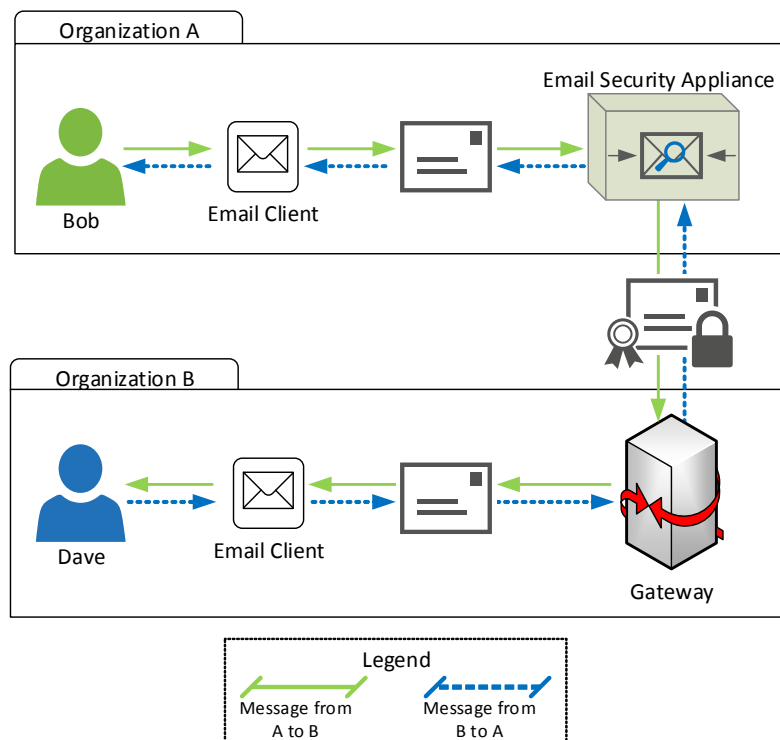 Organization A
Email Security Appliance
Bob
Email Client
Organization B
Dave
Email Client
Gateway
Legend
Message from
A to B
Message from
B to A